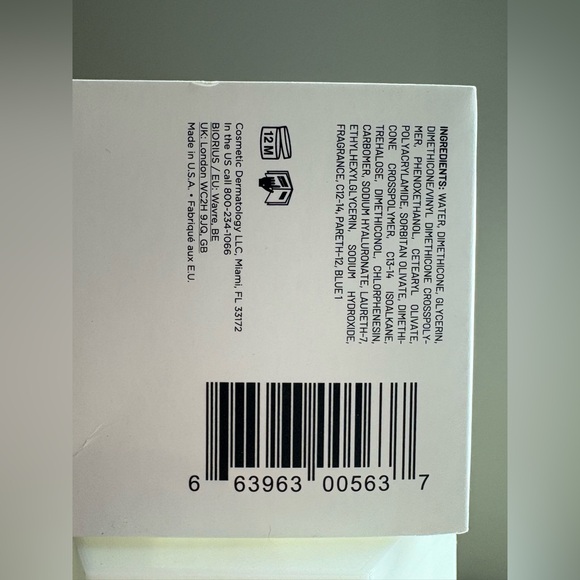 INGREDIENTS: WATER, DIMETHICONE, GLYCERIN,
DIMETHICONE/VINYL DIMETHICONE CROSSPOLY-
MER, PHENOXETHANOL, CETEARYL OLIVATE,
POLYACRYLAMIDE, SORBITAN OLIVATE, DIMETHI-
CONE CROSSPOLYMER, C13-14 ISOALKANE,
TREHALOSE, DIMETHICONOL, CHLORPHENESIN,
CARBOMER, SODIUM HYALURONATE, LAURETH-7,
ETHYLHEXYLGLYCERIN, SODIUM HYDROXIDE,
FRAGRANCE, C12-14, PARETH-12, BLUE 1
12 M
Cosmetic Dermatology LLC, Miami, FL 33172
In the US call 800-234-1066
BIORIUS / EU: Wavre, BE
UK: London WC2H 9JQ, GB
Made in U.S.A. • Fabriqué aux E.U.
6 63963 00563 7